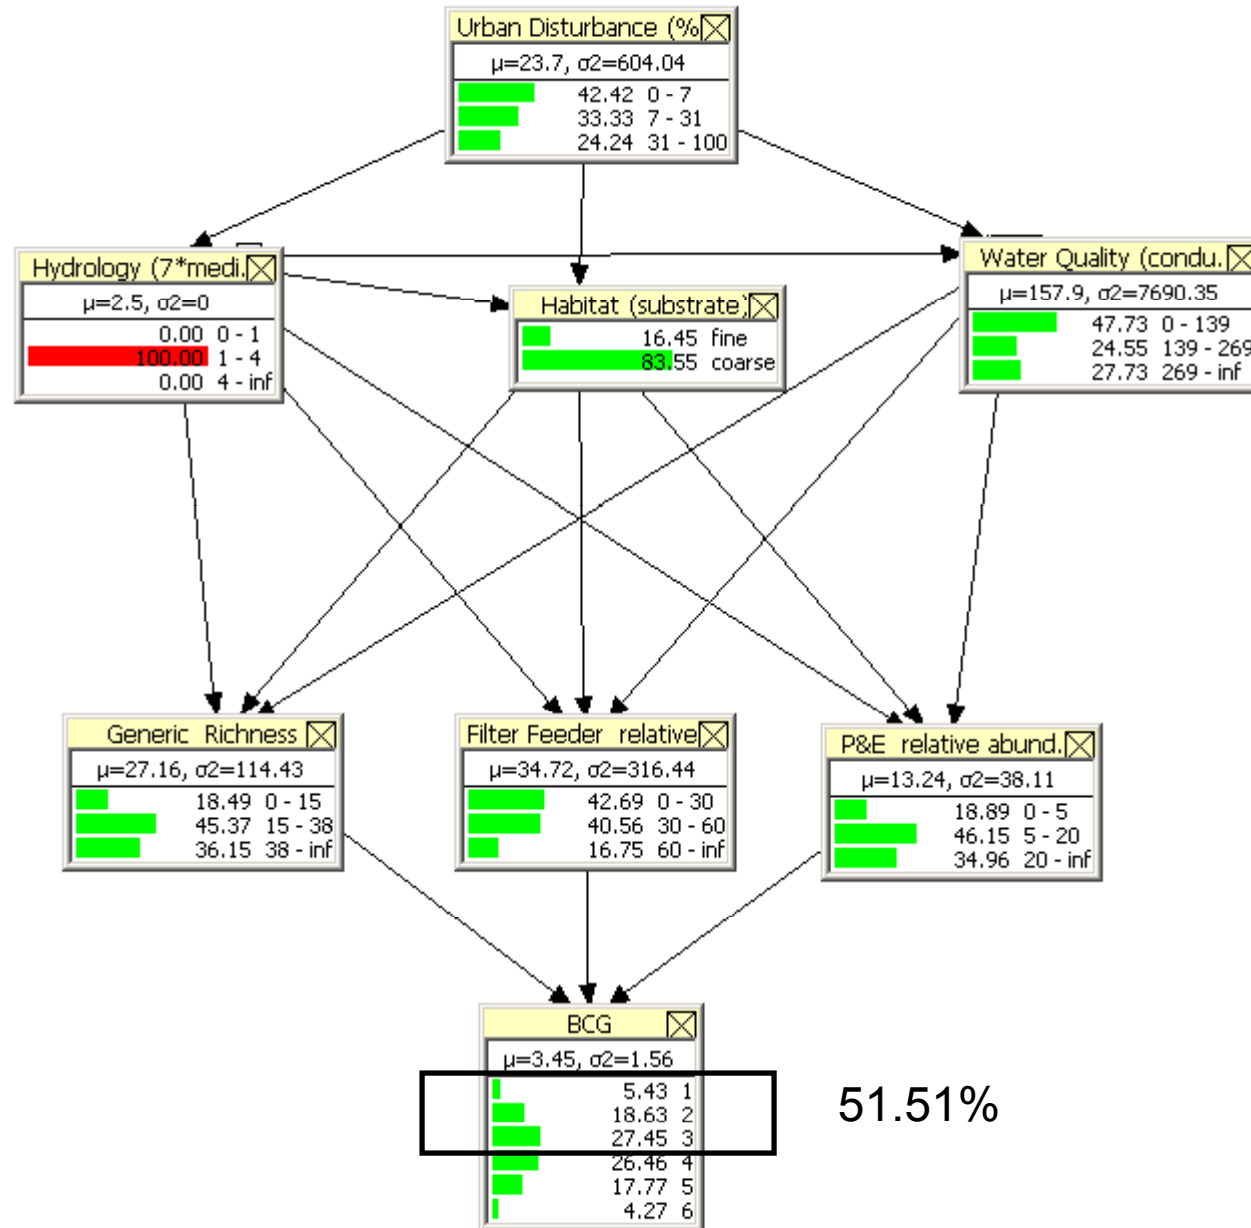 Urban Disturbance (%
μ=23.7, σ2=604.04
42.42 0 - 7
33.33 7 - 31
24.24 31 - 100
Hydrology (7*medi.
μ=2.5, σ2=0
0.00 0 - 1
100.00 1 - 4
0.00 4 - inf
Habitat (substrate)
16.45 fine
83.55 coarse
Water Quality (condu.
μ=157.9, σ2=7690.35
47.73 0 - 139
24.55 139 - 269
27.73 269 - inf
Generic Richness
μ=27.16, σ2=114.43
18.49 0 - 15
45.37 15 - 38
36.15 38 - inf
Filter Feeder relative
μ=34.72, σ2=316.44
42.69 0 - 30
40.56 30 - 60
16.75 60 - inf
P&E relative abund.
μ=13.24, σ2=38.11
18.89 0 - 5
46.15 5 - 20
34.96 20 - inf
BCG
μ=3.45, σ2=1.56
5.43 1
18.63 2
27.45 3
26.46 4
17.77 5
4.27 6
51.51%